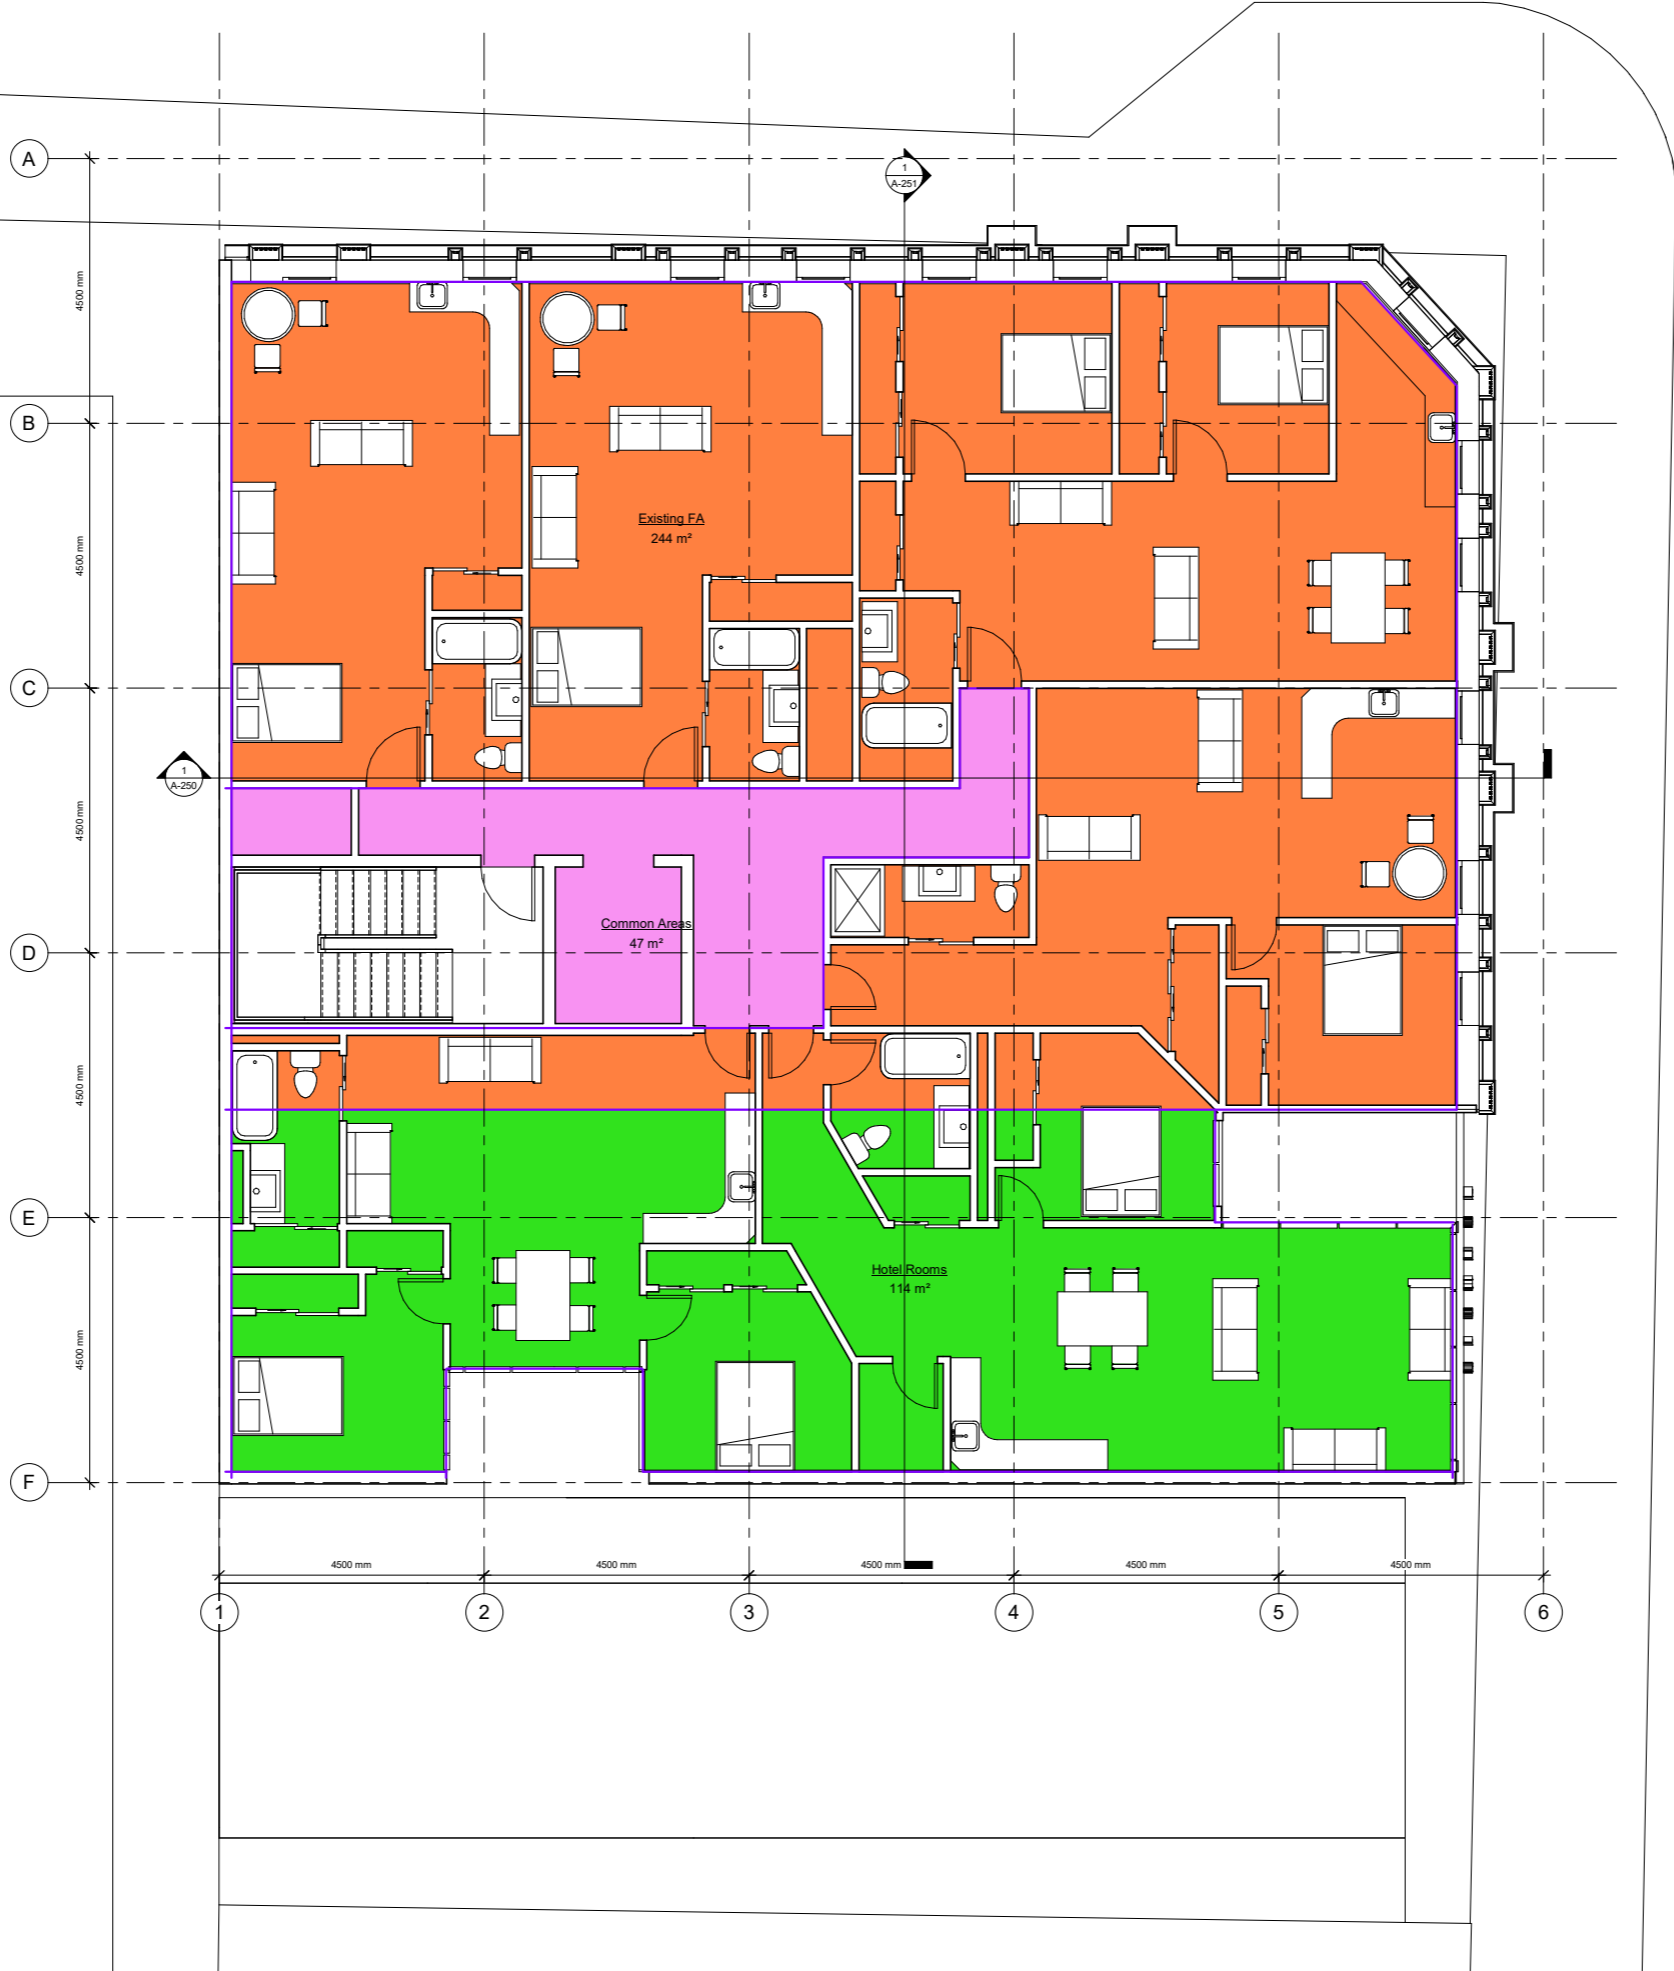 A
1
A-251
4500 mm
B
4500 mm
Existing FA
244 m²
C
1
A-250
4500 mm
Common Areas
47 m²
D
4500 mm
E
Hotel Rooms
114 m²
4500 mm
F
4500 mm 4500 mm 4500 mm 4500 mm 4500 mm
1 2 3 4 5 6